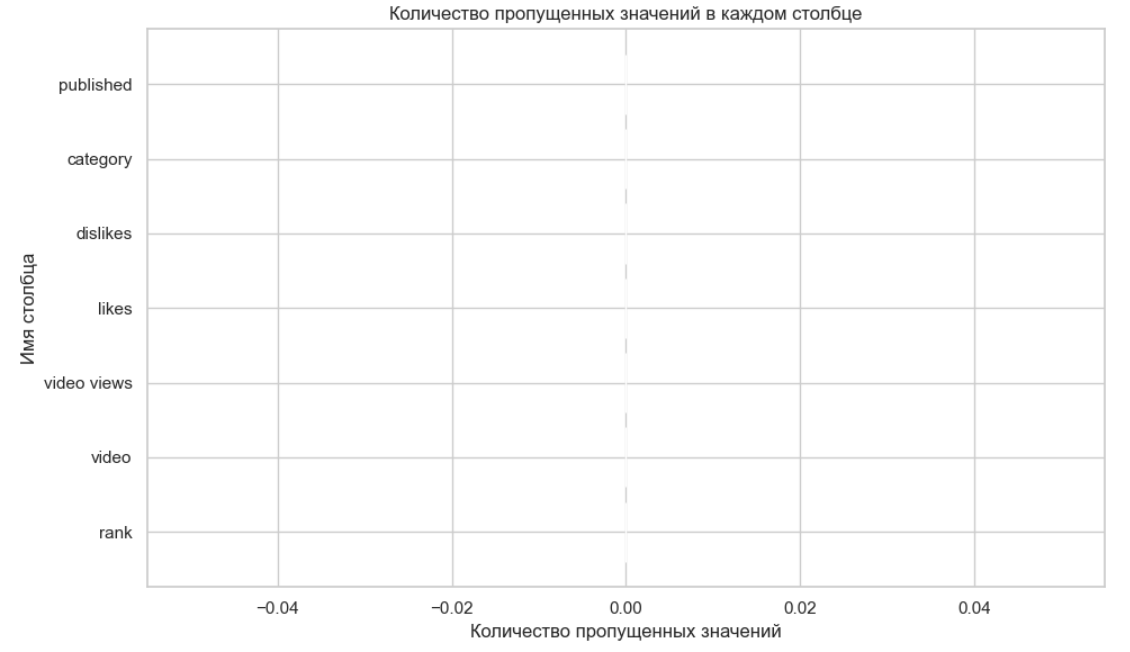 Количество пропущенных значений в каждом столбце
published
category
dislikes
likes
video views
video
rank
Имя столбца
−0.04 −0.02 0.00 0.02 0.04
Количество пропущенных значений